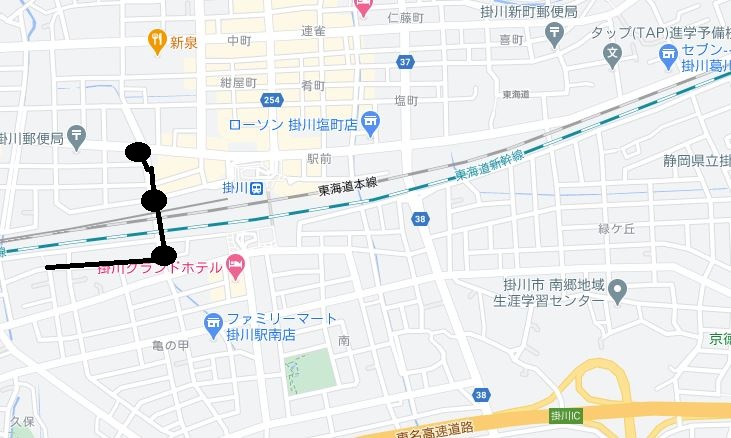 仁藤町
掛川新町郵便局
新泉
中町
連雀
喜町
タップ(TAP)進学予備校
37
セブン-
掛川葛川
紺屋町
肴町
254
塩町
東海道
ローソン 掛川塩町店
掛川郵便局
駅前
東海道新幹線
静岡県立掛
掛川
東海道本線
38
緑ケ丘
掛川グランドホテル
掛川市 南郷地域
生涯学習センター
ファミリーマート
掛川駅南店
亀の甲
南
京徳
38
久保
掛川IC
東名高速道路